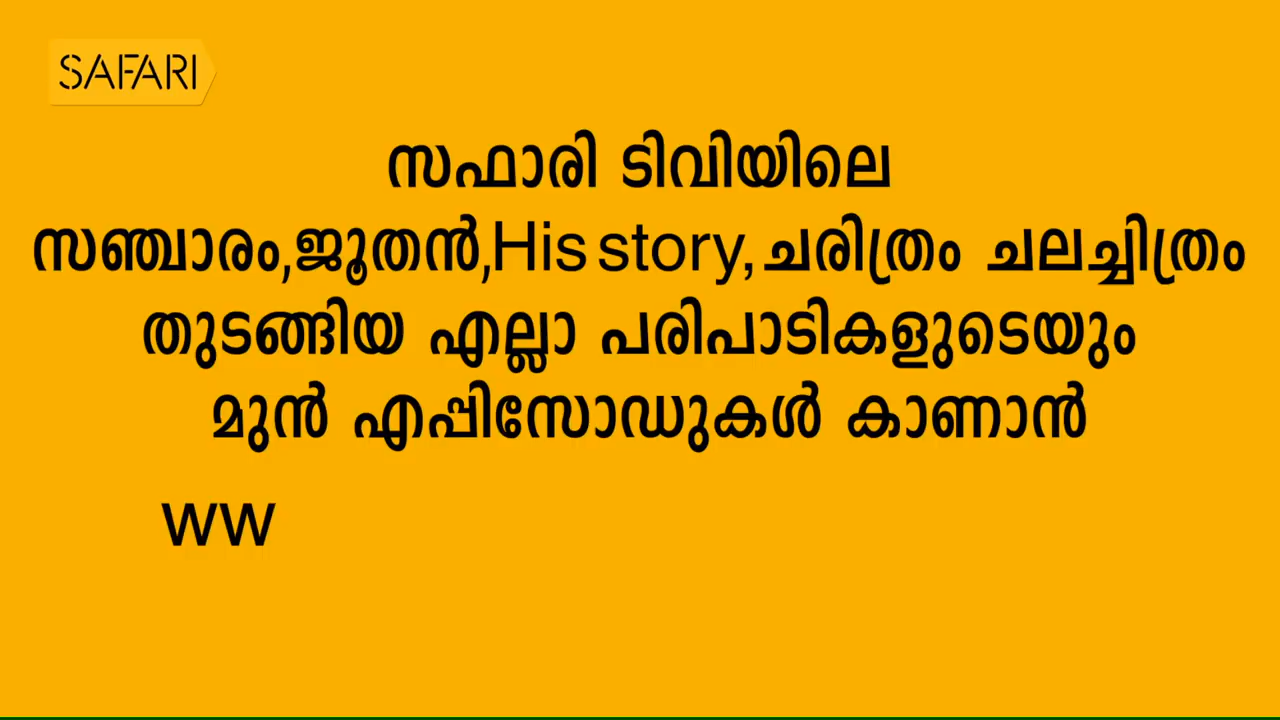 SAFARI
സഫാരി ടിവിയിലെ
സഞ്ചാരം,ജൂതൻ,His story,ചരിത്രം ചലച്ചിത്രം
തുടങ്ങിയ എല്ലാ പരിപാടികളുടെയും
മുൻ എപ്പിസോഡുകൾ കാണാൻ
ww